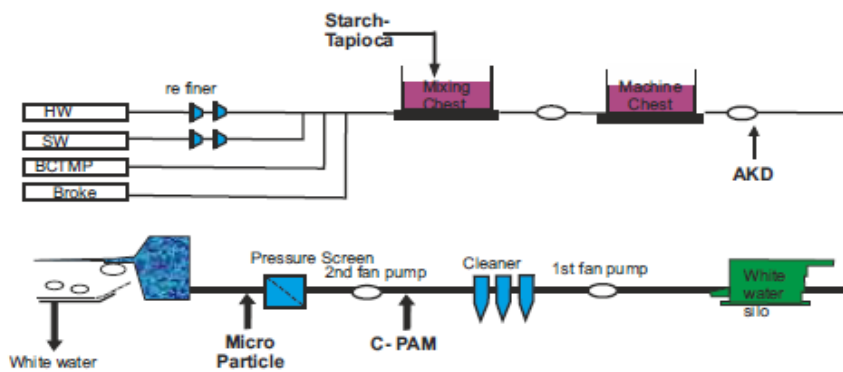 Starch-
Tapioca
re finer
Mixing
Chest
Machine
Chest
HW
SW
BCTMP
Broke
AKD
Pressure Screen
2nd fan pump
Cleaner
1st fan pump
White
water
silo
Micro
Particle
C- PAM
White water